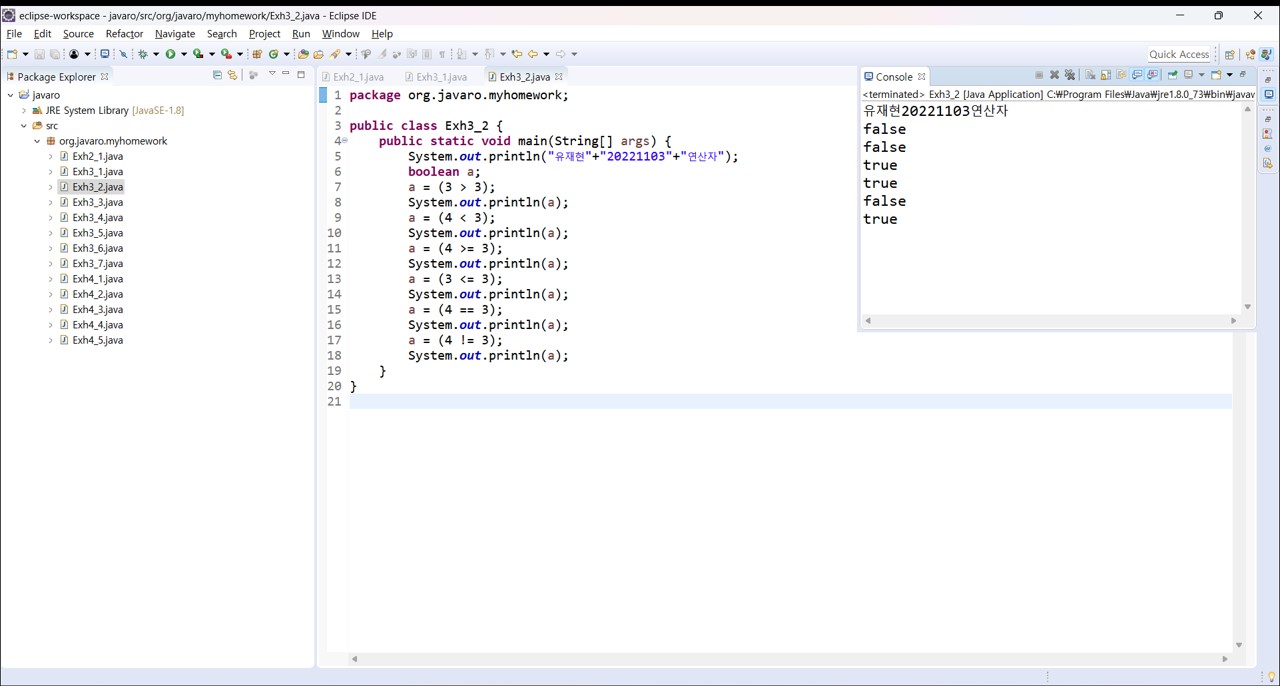 eclipse-workspace - javaro/src/org/javaro/myhomework/Exh3_2.java - Eclipse IDE
File Edit Source Refactor Navigate Search Project Run Window Help
Quick Access
Package Explorer
javaro
JRE System Library [JavaSE-1.8]
src
org.javaro.myhomework
Exh2_1.java
Exh3_1.java
Exh3_2.java
Exh3_3.java
Exh3_4.java
Exh3_5.java
Exh3_6.java
Exh3_7.java
Exh4_1.java
Exh4_2.java
Exh4_3.java
Exh4_4.java
Exh4_5.java
Exh2_1.java Exh3_1.java Exh3_2.java
1 package org.javaro.myhomework;
2
3 public class Exh3_2 {
4 public static void main(String[] args) {
5 System.out.println("유재현"+"20221103"+"연산자");
6 boolean a;
7 a = (3 > 3);
8 System.out.println(a);
9 a = (4 < 3);
10 System.out.println(a);
11 a = (4 >= 3);
12 System.out.println(a);
13 a = (3 <= 3);
14 System.out.println(a);
15 a = (4 == 3);
16 System.out.println(a);
17 a = (4 != 3);
18 System.out.println(a);
19 }
20 }
21
Console
<terminated> Exh3_2 [Java Application] C:₩Program Files₩Java₩jre1.8.0_73₩bin₩javaw
유재현20221103연산자
false
false
true
true
false
true